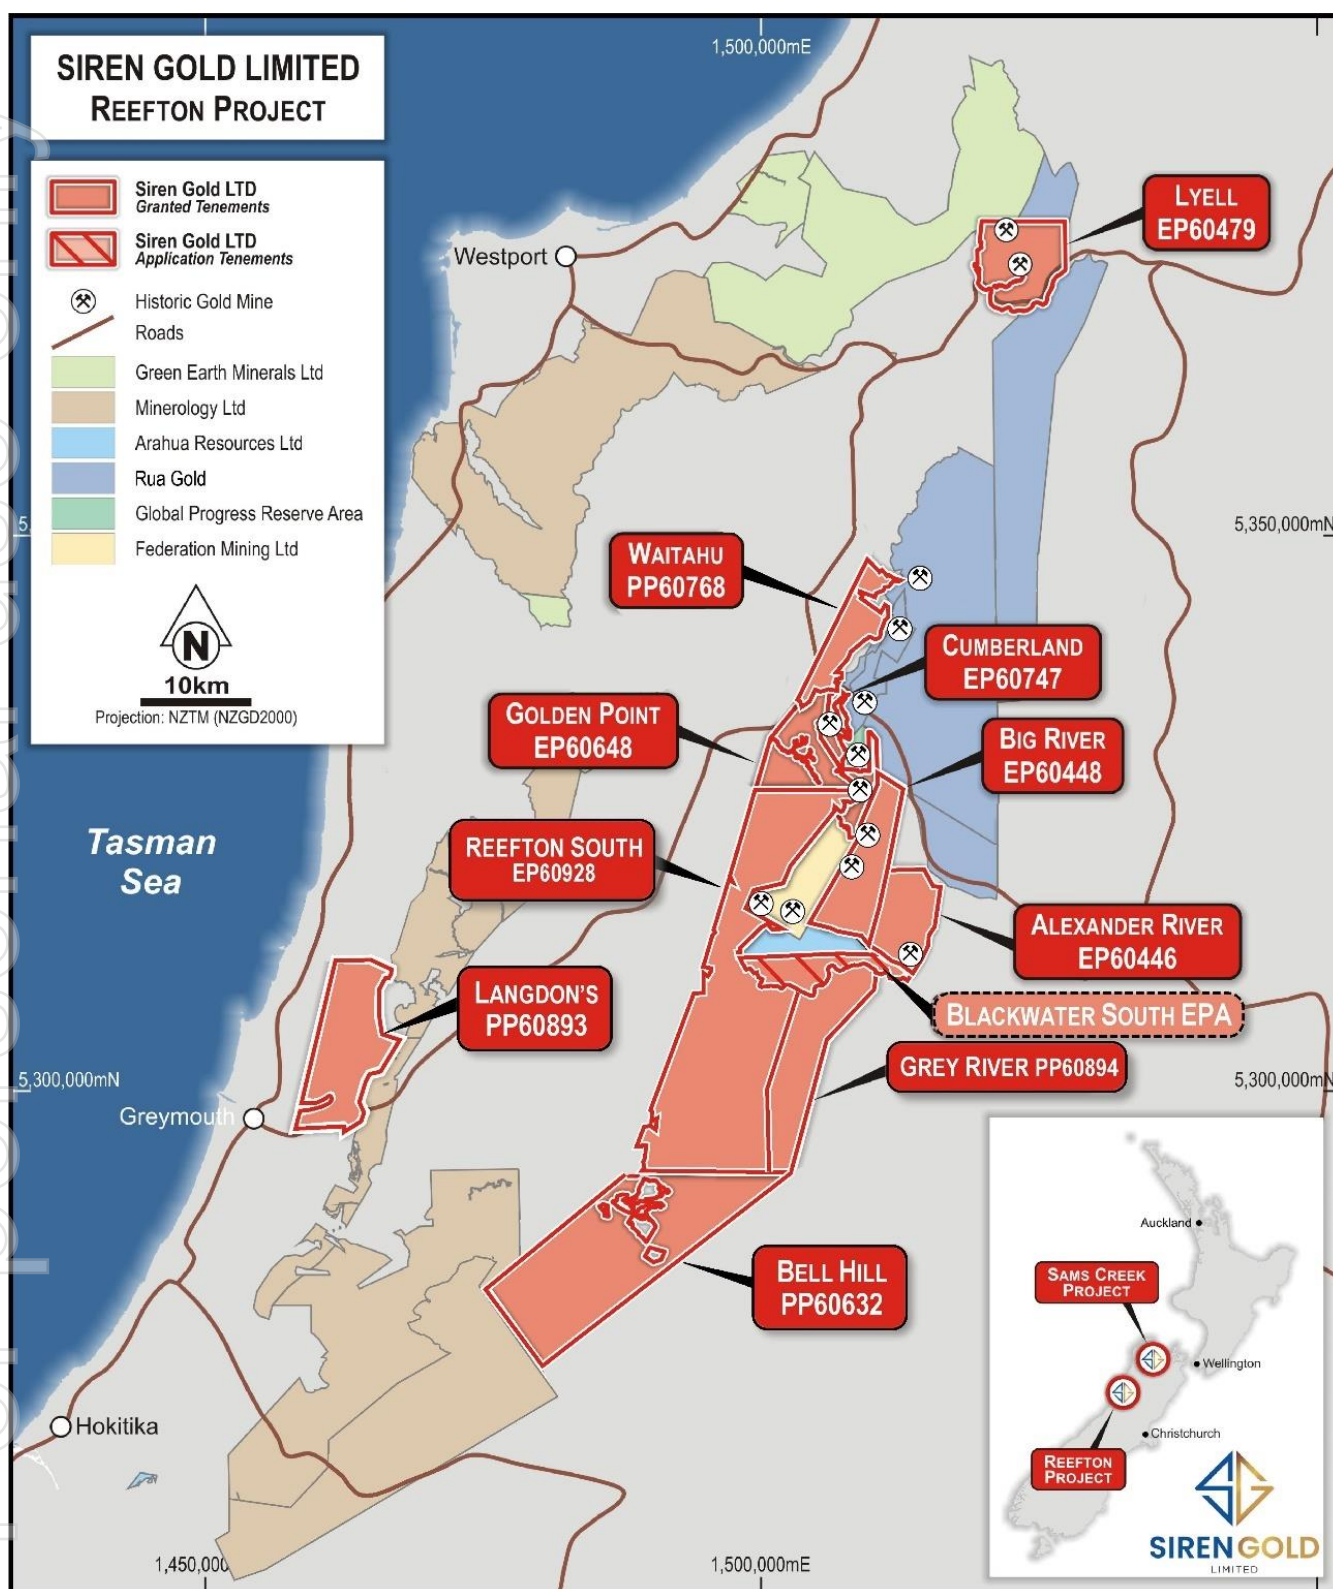 SIREN GOLD LIMITED
REEFTON PROJECT
Siren Gold LTD
Granted Tenements
Siren Gold LTD
Application Tenements
Historic Gold Mine
Roads
Green Earth Minerals Ltd
Minerology Ltd
Arahua Resources Ltd
Rua Gold
Global Progress Reserve Area
Federation Mining Ltd
N
10km
Projection: NZTM (NZGD2000)
1,500,000mE
Westport
LYELL
EP60479
5,
5,350,000mN
WAITAHU
PP60768
CUMBERLAND
EP60747
GOLDEN POINT
EP60648
BIG RIVER
EP60448
Tasman
Sea
REEFTON SOUTH
EP60928
ALEXANDER RIVER
EP60446
LANGDON'S
PP60893
BLACKWATER SOUTH EPA
GREY RIVER PP60894
5,300,000mN
5,300,000mN
Greymouth
BELL HILL
PP60632
Hokitika
1,450,000
1,500,000mE
Auckland
SAMS CREEK
PROJECT
Wellington
Christchurch
REEFTON
PROJECT
SIREN GOLD
LIMITED